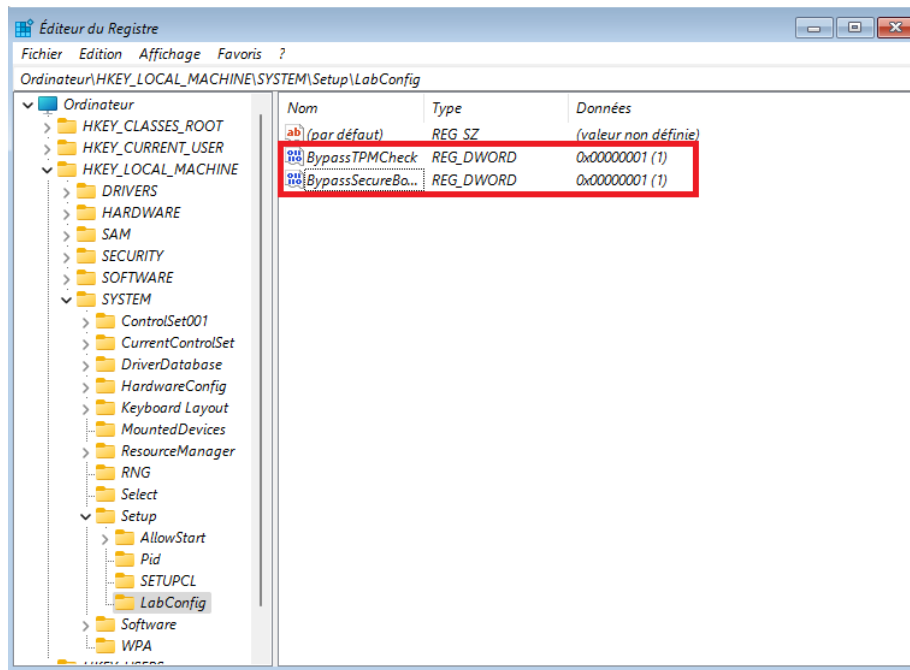 Éditeur du Registre
Fichier Edition Affichage Favoris ?
Ordinateur\HKEY_LOCAL_MACHINE\SYSTEM\Setup\LabConfig
Ordinateur
HKEY_CLASSES_ROOT
HKEY_CURRENT_USER
HKEY_LOCAL_MACHINE
DRIVERS
HARDWARE
SAM
SECURITY
SOFTWARE
SYSTEM
ControlSet001
CurrentControlSet
DriverDatabase
HardwareConfig
Keyboard Layout
MountedDevices
ResourceManager
RNG
Select
Setup
AllowStart
Pid
SETUPCL
LabConfig
Software
WPA
HKEY_USERS
Nom Type Données
(par défaut) REG_SZ (valeur non définie)
BypassTPMCheck REG_DWORD 0x00000001 (1)
BypassSecureBo... REG_DWORD 0x00000001 (1)